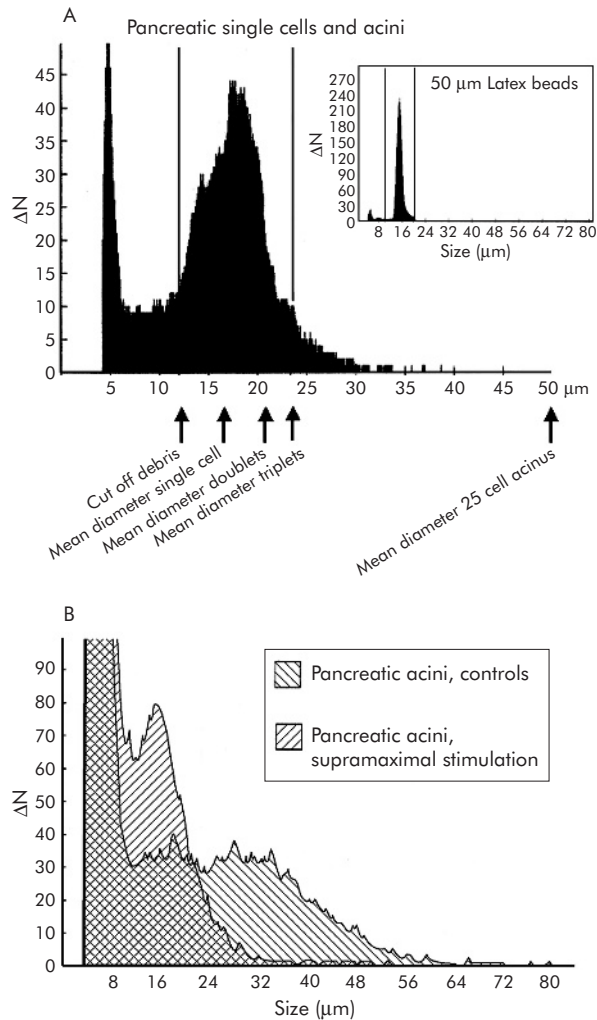 A
Pancreatic single cells and acini
45
40
35
30
25
20
15
10
5
0
ΔN
5 10 15 20 25 30 35 40 45 50 μm
270
240
210
180
150
120
90
60
30
0
ΔN
50 μm Latex beads
8 16 24 32 40 48 56 64 72 80
Size (μm)
Cut off debris
Mean diameter single cell
Mean diameter doublets
Mean diameter triplets
Mean diameter 25 cell acinus
B
90
80
70
60
50
40
30
20
10
0
ΔN
Pancreatic acini, controls
Pancreatic acini,
supramaximal stimulation
8 16 24 32 40 48 56 64 72 80
Size (μm)